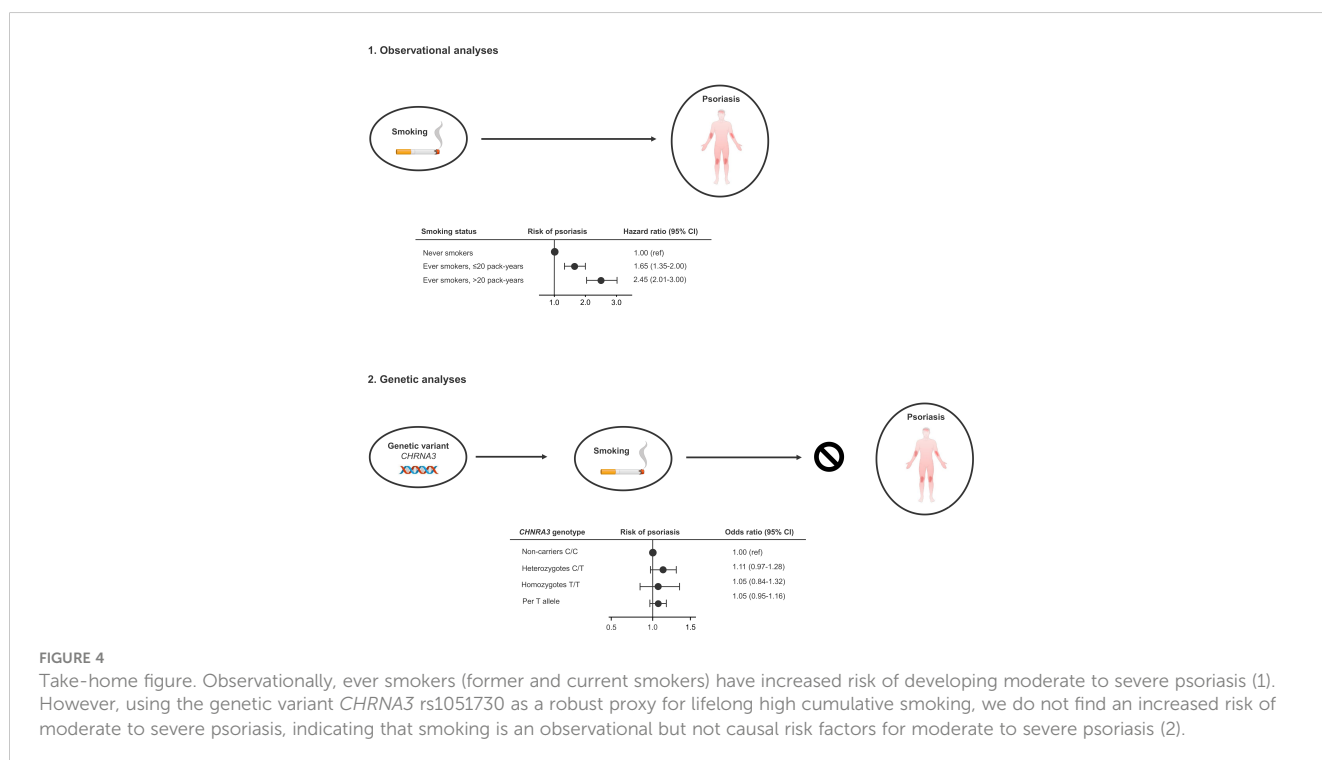 1. Observational analyses
Psoriasis
Smoking
Smoking status Risk of psoriasis Hazard ratio (95% CI)
Never smokers 1.00 (ref)
Ever smokers, ≤20 pack-years 1.65 (1.35-2.00)
Ever smokers, >20 pack-years 2.45 (2.01-3.00)
1.0 2.0 3.0
2. Genetic analyses
Psoriasis
Genetic variant
CHRNA3
Smoking
CHNRA3 genotype Risk of psoriasis Odds ratio (95% CI)
Non-carriers C/C 1.00 (ref)
Heterozygotes C/T 1.11 (0.97-1.28)
Homozygotes T/T 1.05 (0.84-1.32)
Per T allele 1.05 (0.95-1.16)
0.5 1.0 1.5
FIGURE 4
Take-home figure. Observationally, ever smokers (former and current smokers) have increased risk of developing moderate to severe psoriasis (1).
However, using the genetic variant CHRNA3 rs1051730 as a robust proxy for lifelong high cumulative smoking, we do not find an increased risk of
moderate to severe psoriasis, indicating that smoking is an observational but not causal risk factors for moderate to severe psoriasis (2).